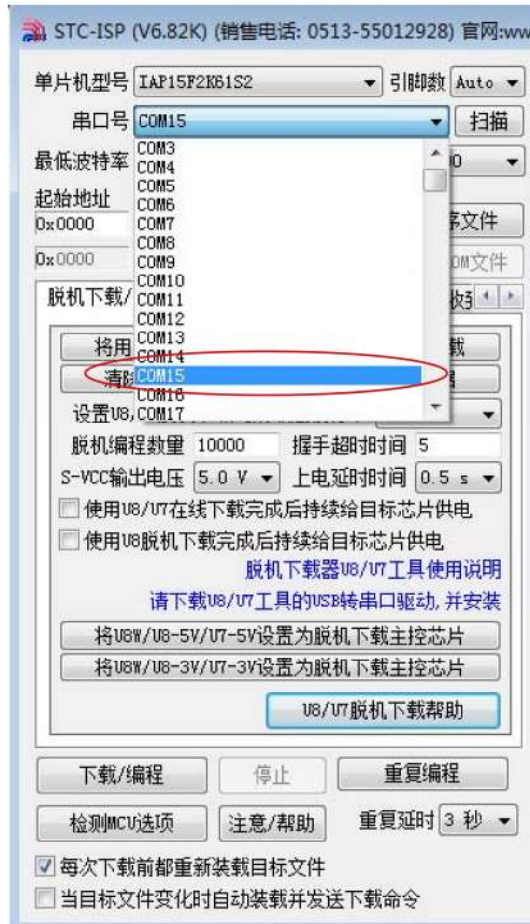 STC-ISP (V6.82K) (销售电话: 0513-55012928) 官网:ww
单片机型号 IAP15F2K61S2 引脚数 Auto
串口号 COM15 扫描
最低波特率
COM3
COM4
COM5
COM6
COM7
COM8
COM9
COM10
COM11
COM12
COM13
COM14
COM15
COM16
COM17
起始地址
0x0000 序文件
0x0000 OM文件
脱机下载/
将用 载
清除
设置U8,
脱机编程数量 10000 握手超时时间 5
S-VCC输出电压 5.0 V 上电延时时间 0.5 s
使用U8/U7在线下载完成后持续给目标芯片供电
使用U8脱机下载完成后持续给目标芯片供电
脱机下载器U8/U7工具使用说明
请下载U8/U7工具的USB转串口驱动,并安装
将U8W/U8-5V/U7-5V设置为脱机下载主控芯片
将U8W/U8-3V/U7-3V设置为脱机下载主控芯片
U8/U7脱机下载帮助
下载/编程 停止 重复编程
检测MCU选项 注意/帮助 重复延时 3 秒
每次下载前都重新装载目标文件
当目标文件变化时自动装载并发送下载命令